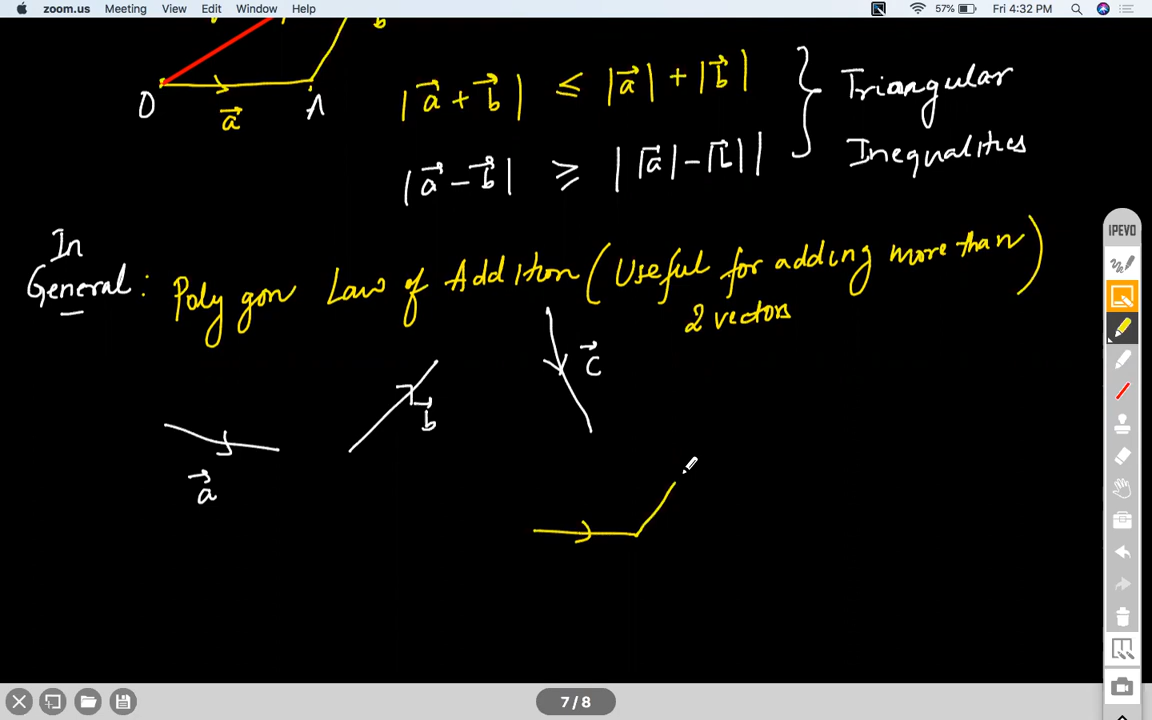 zoom.us Meeting View Edit Window Help 57% Fri 4:32 PM
b
O a⃗ A
|a⃗ + b⃗| ≤ |a⃗| + |b⃗|
Triangular
|a⃗ - b⃗| ≥ ||a⃗| - |b⃗||
Inequalities
In
General : Polygon Law of Addition (Useful for adding more than
2 vectors)
c⃗
b⃗
a⃗
IPEVO
7 / 8